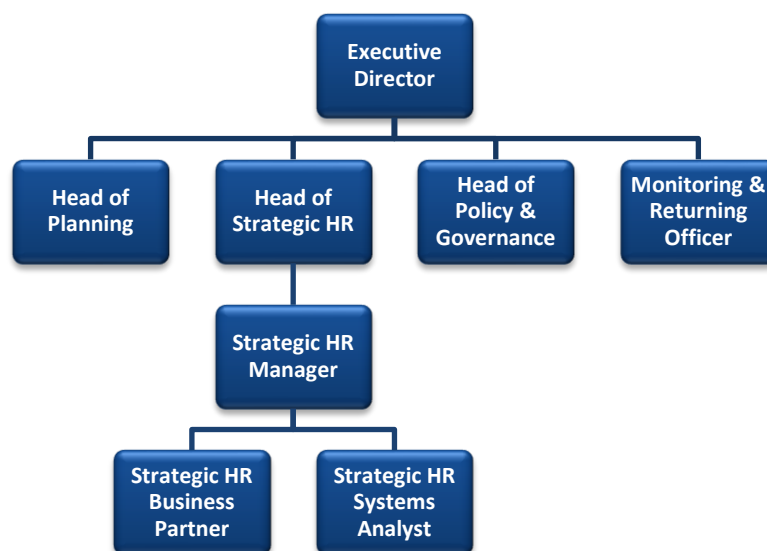 Executive
Director
Head of
Planning
Head of
Strategic HR
Head of
Policy &
Governance
Monitoring &
Returning
Officer
Strategic HR
Manager
Strategic HR
Business
Partner
Strategic HR
Systems
Analyst